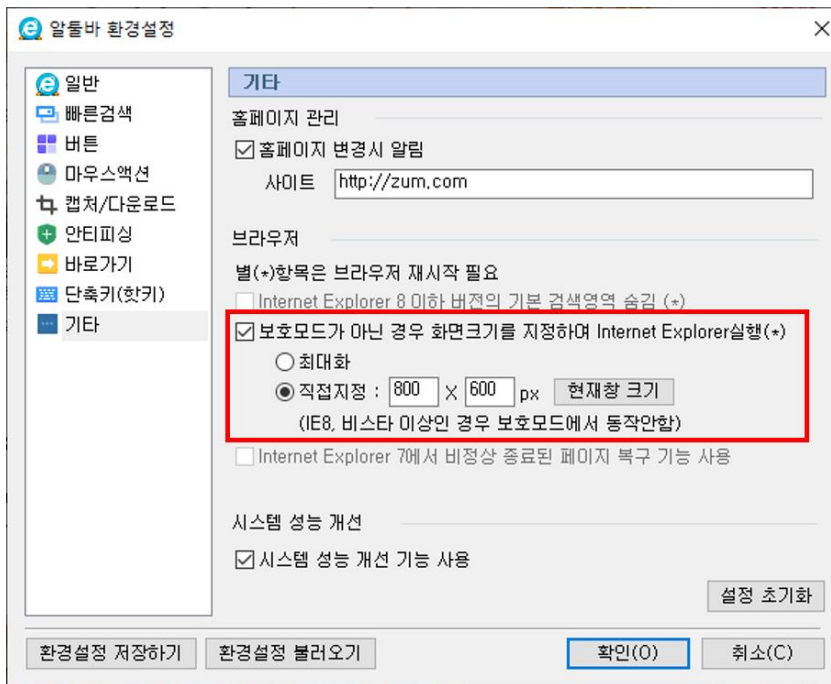 알툴바 환경설정
일반
빠른검색
버튼
마우스액션
캡처/다운로드
안티피싱
바로가기
단축키(핫키)
기타
기타
홈페이지 관리
홈페이지 변경시 알림
사이트 http://zum.com
브라우저
별(*)항목은 브라우저 재시작 필요
Internet Explorer 8 이하 버전의 기본 검색영역 숨김 (*)
보호모드가 아닌 경우 화면크기를 지정하여 Internet Explorer실행(*)
최대화
직접지정 : 800 X 600 px 현재창 크기
(IE8, 비스타 이상인 경우 보호모드에서 동작안함)
Internet Explorer 7에서 비정상 종료된 페이지 복구 기능 사용
시스템 성능 개선
시스템 성능 개선 기능 사용
설정 초기화
환경설정 저장하기 환경설정 불러오기 확인(O) 취소(C)